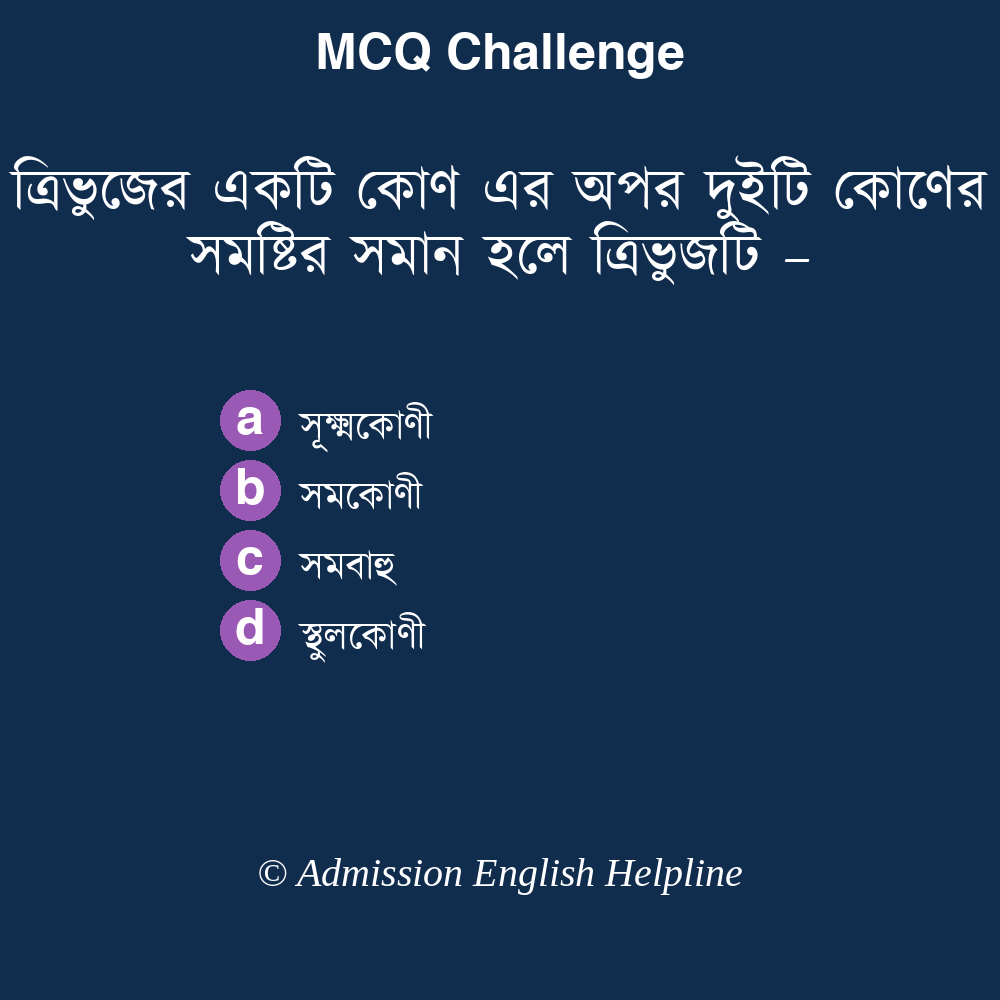 MCQ Challenge
ত্রিভুজের একটি কোণ এর অপর দুইটি কোণের
সমষ্টির সমান হলে ত্রিভুজটি –
a সূক্ষ্মকোণী
b সমকোণী
c সমবাহু
d স্থুলকোণী
© Admission English Helpline